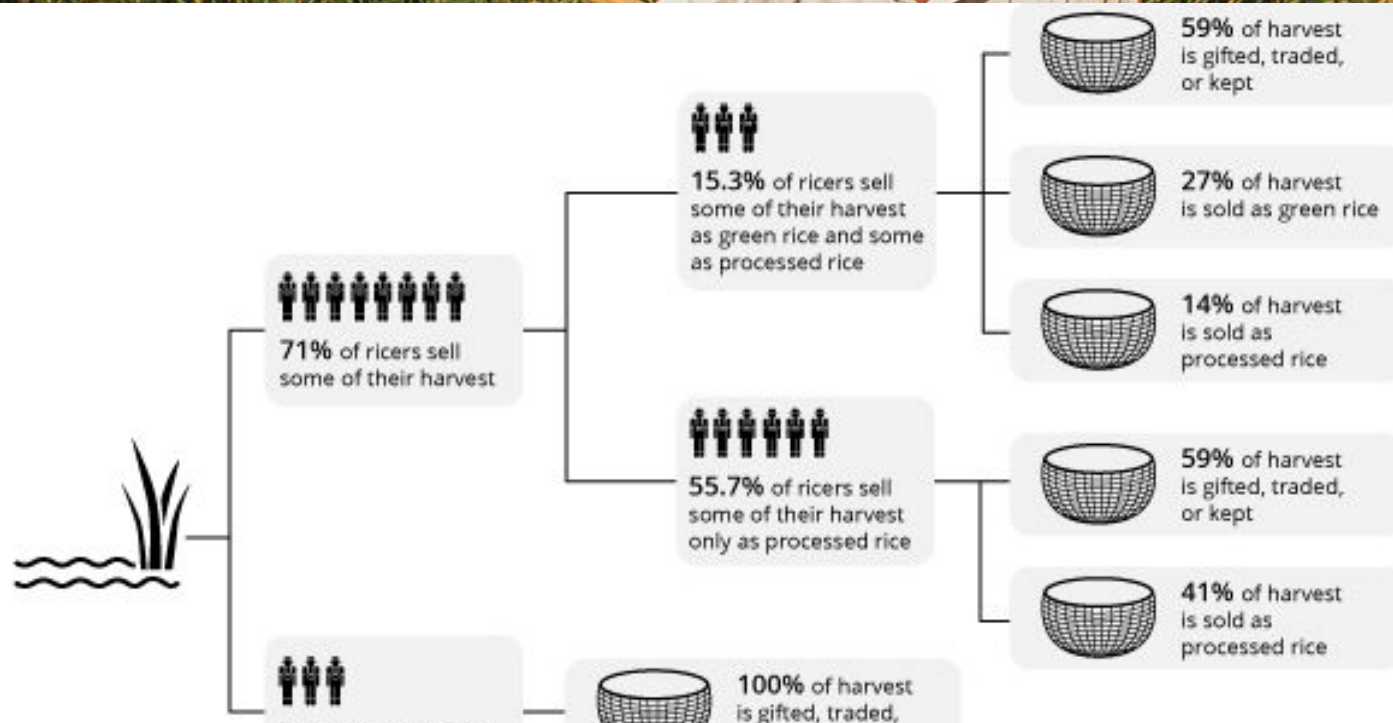 59% of harvest
is gifted, traded,
or kept
15.3% of ricers sell
some of their harvest
as green rice and some
as processed rice
27% of harvest
is sold as green rice
14% of harvest
is sold as
processed rice
71% of ricers sell
some of their harvest
55.7% of ricers sell
some of their harvest
only as processed rice
59% of harvest
is gifted, traded,
or kept
41% of harvest
is sold as
processed rice
100% of harvest
is gifted, traded,